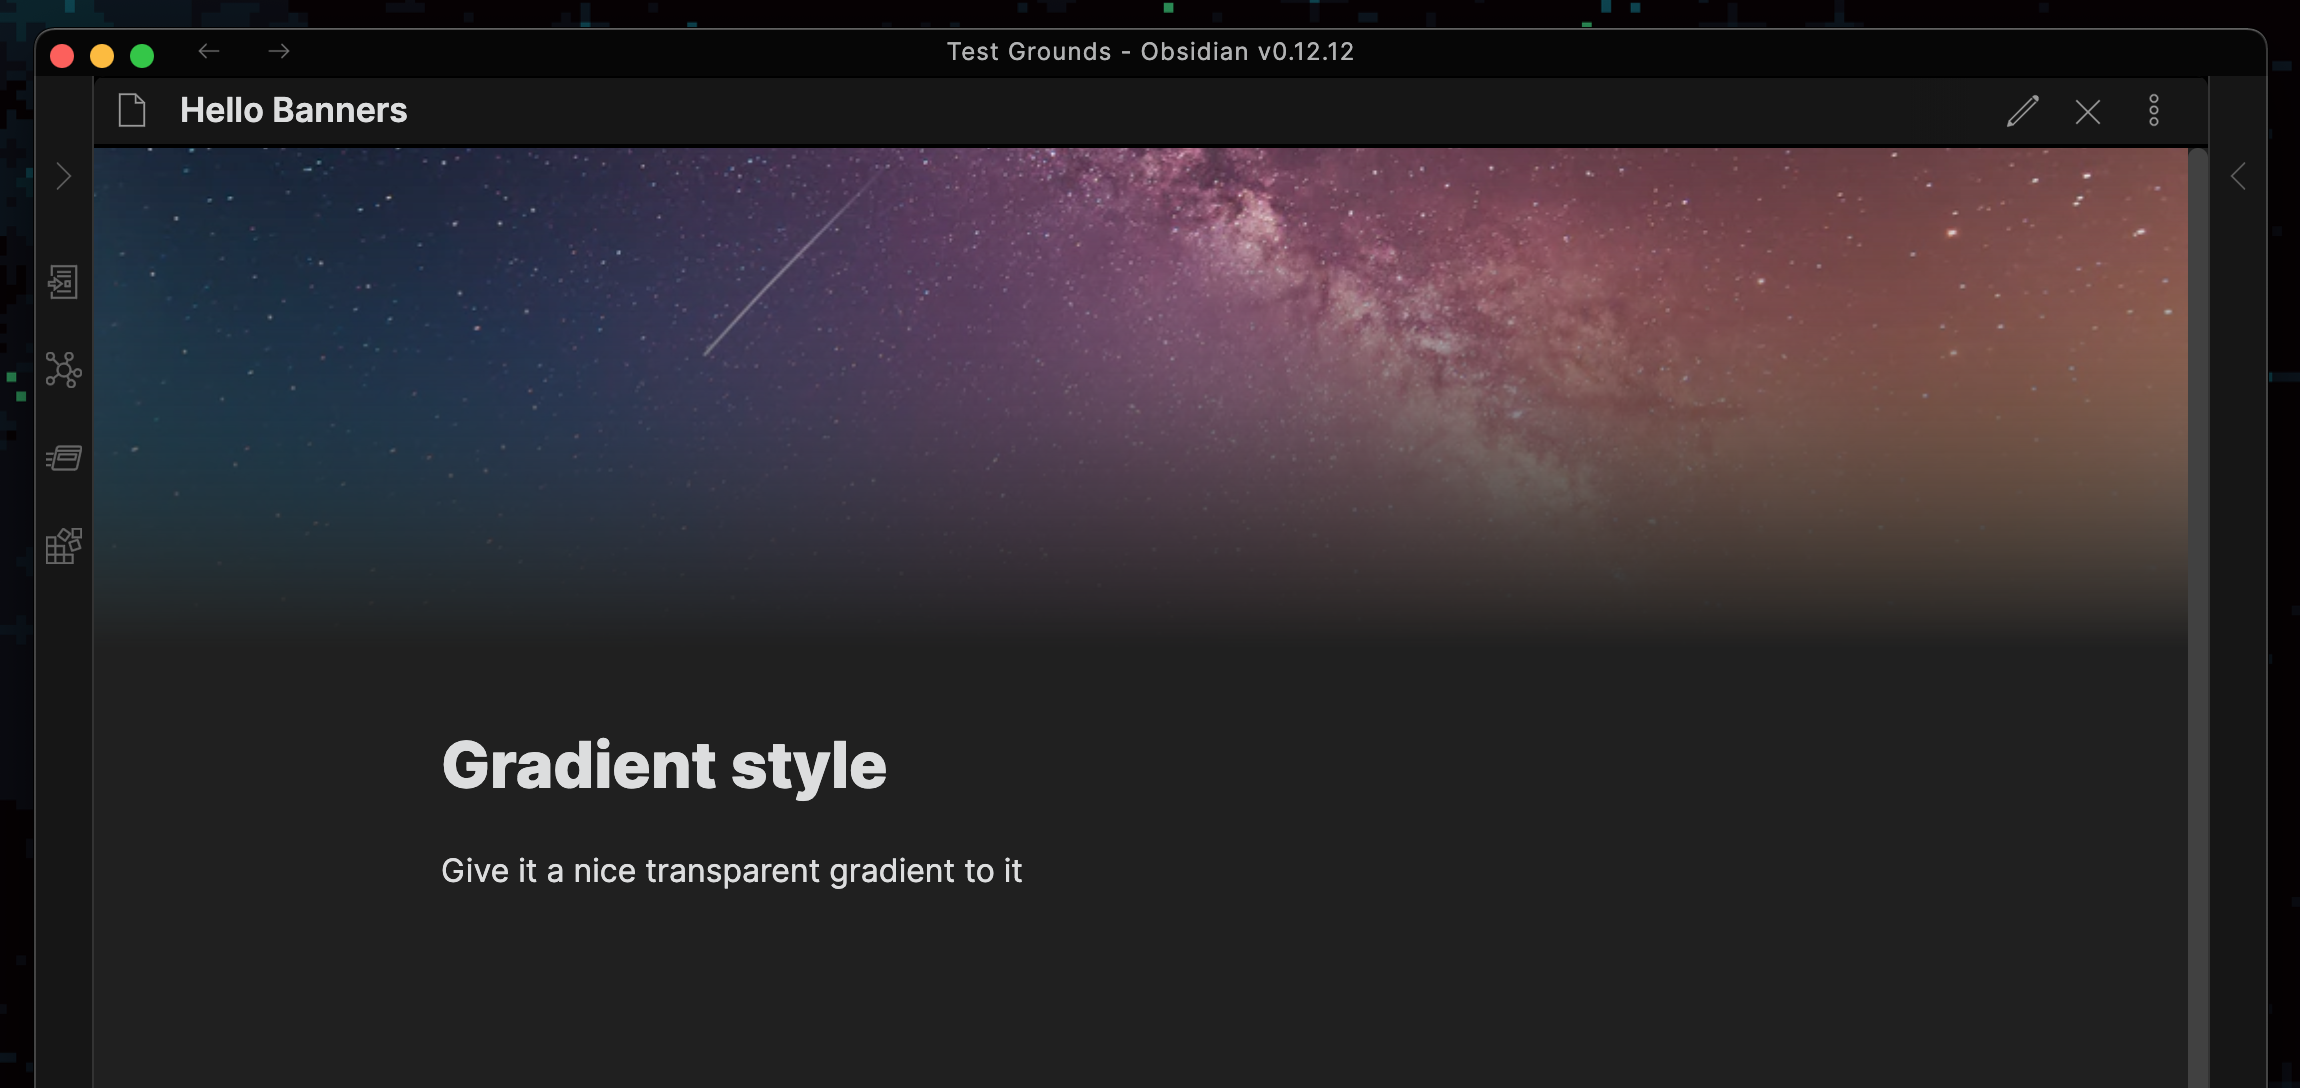 Test Grounds - Obsidian v0.12.12
Hello Banners
Gradient style
Give it a nice transparent gradient to it